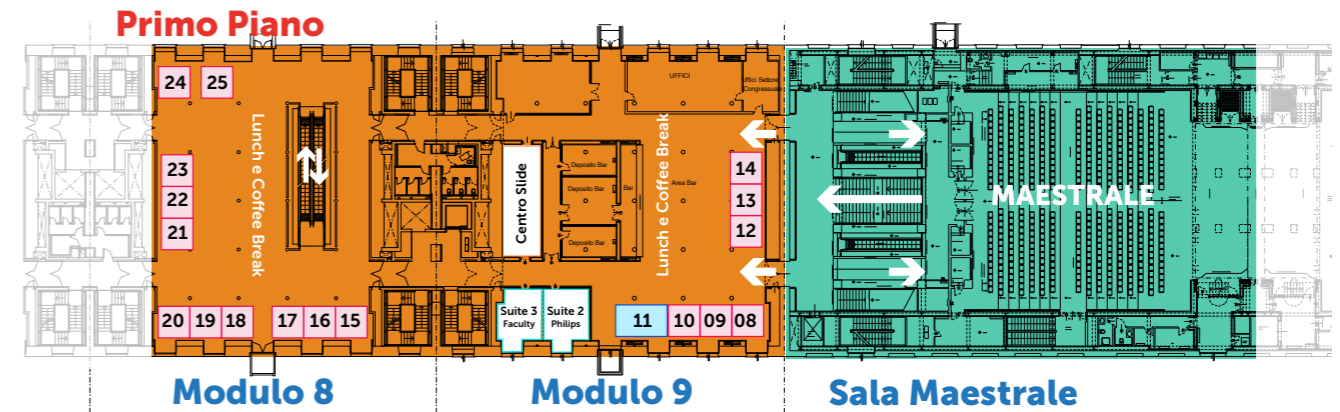 Primo Piano
24 25
UFFICI
Uffici Settore
Congressuale
Lunch e Coffee Break
23
22
21
Centro Slide
Deposito Bar
Deposito Bar
Deposito Bar
Bar
Area Bar
Lunch e Coffee Break
14
13
12
MAESTRALE
20 19 18 17 16 15
Suite 3
Faculty
Suite 2
Philips
11 10 09 08
Modulo 8
Modulo 9
Sala Maestrale